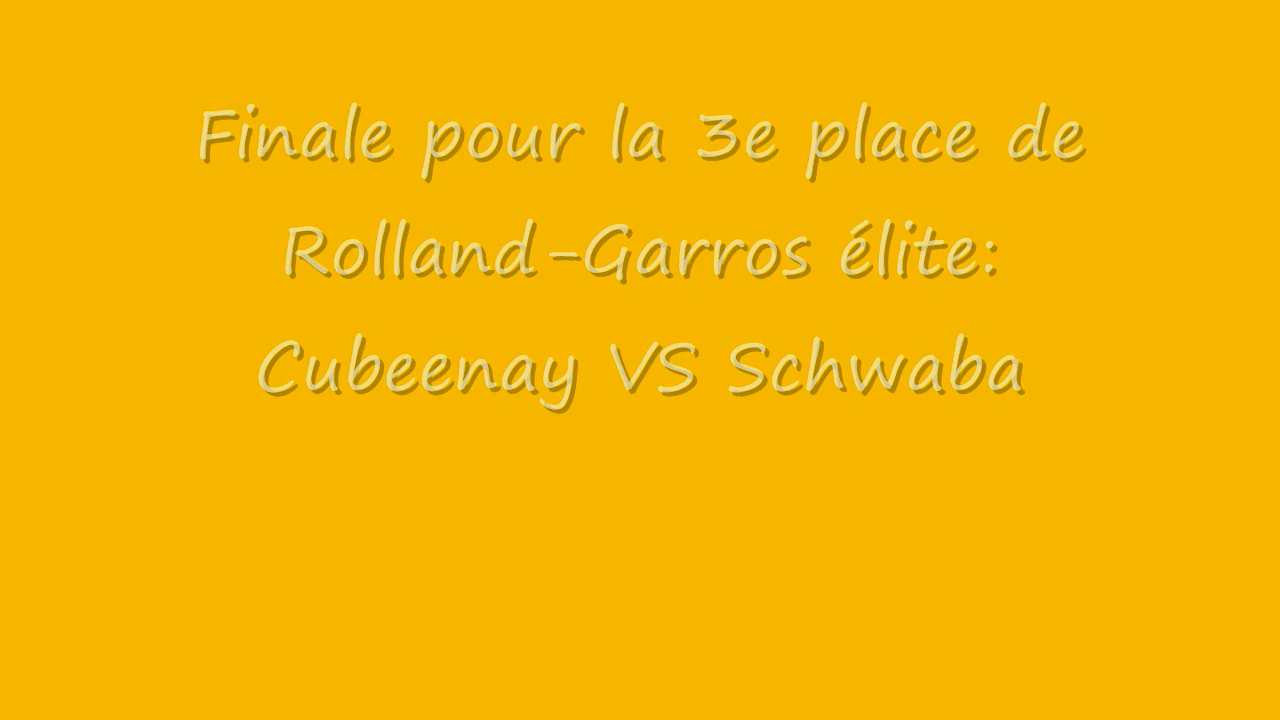 Finale pour la 3e place de
Rolland-Garros élite:
Cubeenay VS Schwaba